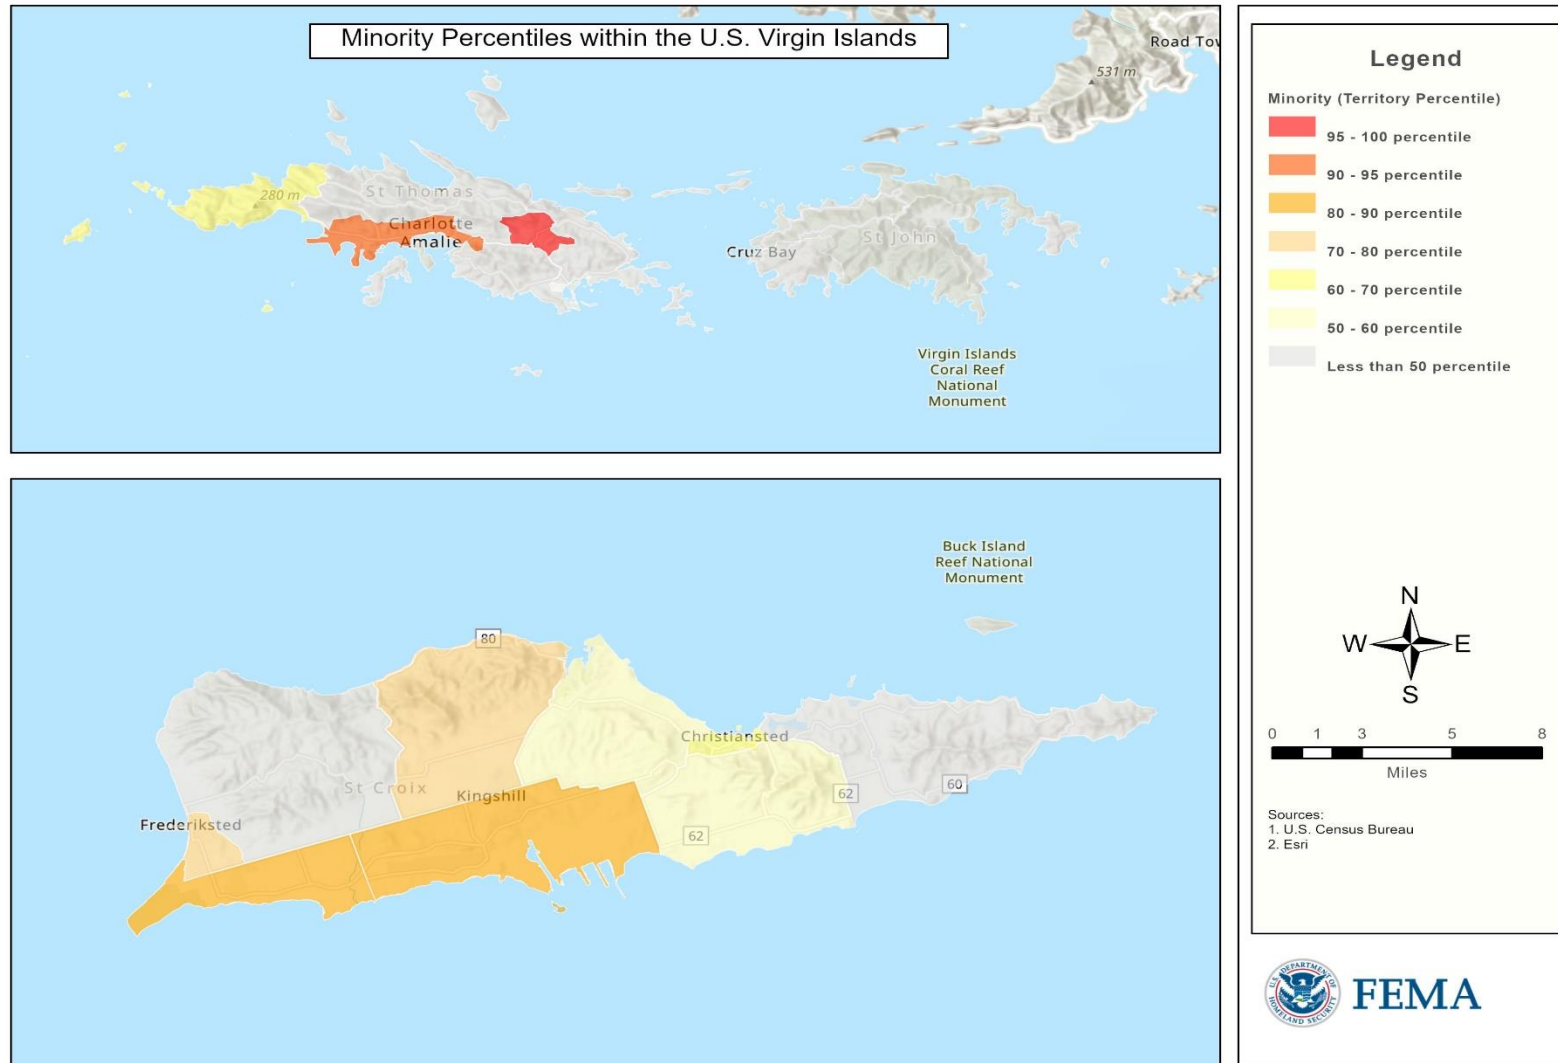 Minority Percentiles within the U.S. Virgin Islands
Road Tow
531 m
280 m
St Thomas
Charlotte
Amalie
Cruz Bay
St John
Virgin Islands
Coral Reef
National
Monument
Buck Island
Reef National
Monument
80
Christiansted
St Croix
Kingshill
62
60
Frederiksted
62
Legend
Minority (Territory Percentile)
95 - 100 percentile
90 - 95 percentile
80 - 90 percentile
70 - 80 percentile
60 - 70 percentile
50 - 60 percentile
Less than 50 percentile
N
W E
S
0 1 3 5 8
Miles
Sources:
1. U.S. Census Bureau
2. Esri
U.S. DEPARTMENT OF
HOMELAND SECURITY
FEMA